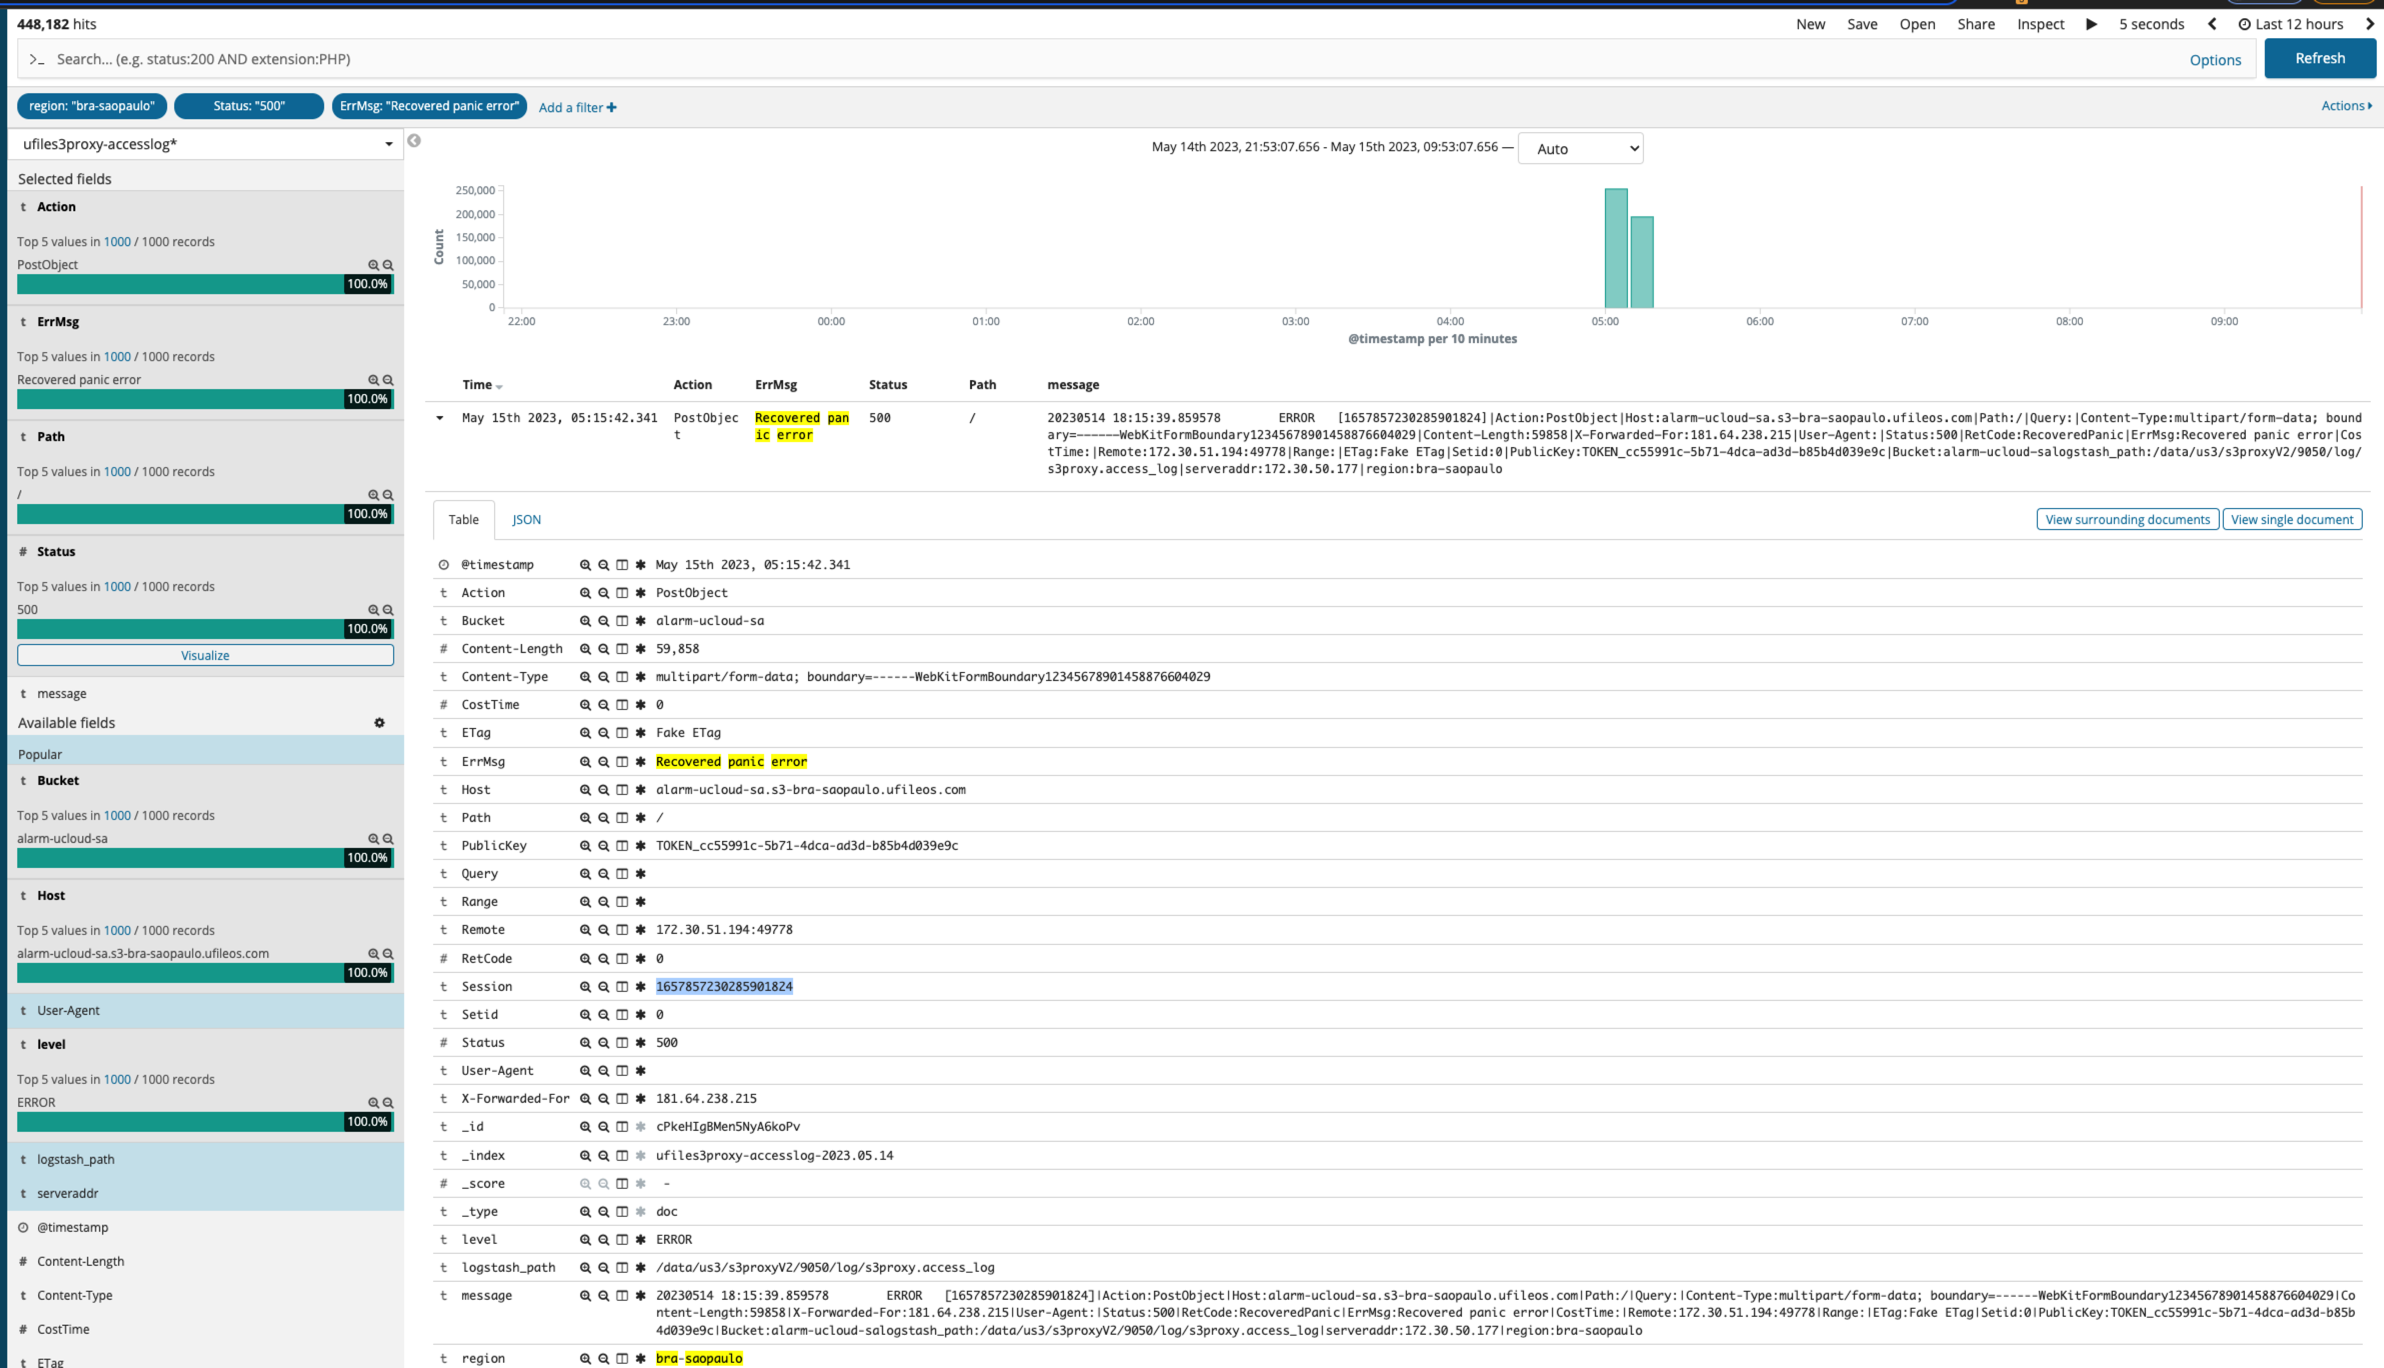 448,182 hits
New Save Open Share Inspect 5 seconds Last 12 hours
>_ Search... (e.g. status:200 AND extension:PHP) Options Refresh
region: "bra-saopaulo" Status: "500" ErrMsg: "Recovered panic error" Add a filter + Actions
ufiles3proxy-accesslog*
Selected fields
t Action
Top 5 values in 1000 / 1000 records
PostObject
100.0%
t ErrMsg
Top 5 values in 1000 / 1000 records
Recovered panic error
100.0%
t Path
Top 5 values in 1000 / 1000 records
/
100.0%
# Status
Top 5 values in 1000 / 1000 records
500
100.0%
Visualize
t message
Available fields
Popular
t Bucket
Top 5 values in 1000 / 1000 records
alarm-ucloud-sa
100.0%
t Host
Top 5 values in 1000 / 1000 records
alarm-ucloud-sa.s3-bra-saopaulo.ufileos.com
100.0%
t User-Agent
t level
Top 5 values in 1000 / 1000 records
ERROR
100.0%
t logstash_path
t serveraddr
@timestamp
# Content-Length
t Content-Type
# CostTime
t ETag
May 14th 2023, 21:53:07.656 - May 15th 2023, 09:53:07.656 — Auto
Count
250,000
200,000
150,000
100,000
50,000
0
22:00 23:00 00:00 01:00 02:00 03:00 04:00 05:00 06:00 07:00 08:00 09:00
@timestamp per 10 minutes
Time Action ErrMsg Status Path message
May 15th 2023, 05:15:42.341 PostObjec Recovered pan 500 / 20230514 18:15:39.859578 ERROR [1657857230285901824]|Action:PostObject|Host:alarm-ucloud-sa.s3-bra-saopaulo.ufileos.com|Path:/|Query:|Content-Type:multipart/form-data; bound
t ic error ary=------WebKitFormBoundary12345678901458876604029|Content-Length:59858|X-Forwarded-For:181.64.238.215|User-Agent:|Status:500|RetCode:RecoveredPanic|ErrMsg:Recovered panic error|Cos
tTime:|Remote:172.30.51.194:49778|Range:|ETag:Fake ETag|Setid:0|PublicKey:TOKEN_cc55991c-5b71-4dca-ad3d-b85b4d039e9c|Bucket:alarm-ucloud-salogstash_path:/data/us3/s3proxyV2/9050/log/
s3proxy.access_log|serveraddr:172.30.50.177|region:bra-saopaulo
Table JSON View surrounding documents View single document
@timestamp May 15th 2023, 05:15:42.341
t Action PostObject
t Bucket alarm-ucloud-sa
# Content-Length 59,858
t Content-Type multipart/form-data; boundary=------WebKitFormBoundary12345678901458876604029
# CostTime 0
t ETag Fake ETag
t ErrMsg Recovered panic error
t Host alarm-ucloud-sa.s3-bra-saopaulo.ufileos.com
t Path /
t PublicKey TOKEN_cc55991c-5b71-4dca-ad3d-b85b4d039e9c
t Query
t Range
t Remote 172.30.51.194:49778
# RetCode 0
t Session 1657857230285901824
t Setid 0
# Status 500
t User-Agent
t X-Forwarded-For 181.64.238.215
t _id cPkeHIgBMen5NyA6koPv
t _index ufiles3proxy-accesslog-2023.05.14
# _score -
t _type doc
t level ERROR
t logstash_path /data/us3/s3proxyV2/9050/log/s3proxy.access_log
t message 20230514 18:15:39.859578 ERROR [1657857230285901824]|Action:PostObject|Host:alarm-ucloud-sa.s3-bra-saopaulo.ufileos.com|Path:/|Query:|Content-Type:multipart/form-data; boundary=------WebKitFormBoundary12345678901458876604029|Co
ntent-Length:59858|X-Forwarded-For:181.64.238.215|User-Agent:|Status:500|RetCode:RecoveredPanic|ErrMsg:Recovered panic error|CostTime:|Remote:172.30.51.194:49778|Range:|ETag:Fake ETag|Setid:0|PublicKey:TOKEN_cc55991c-5b71-4dca-ad3d-b85b
4d039e9c|Bucket:alarm-ucloud-salogstash_path:/data/us3/s3proxyV2/9050/log/s3proxy.access_log|serveraddr:172.30.50.177|region:bra-saopaulo
t region bra-saopaulo